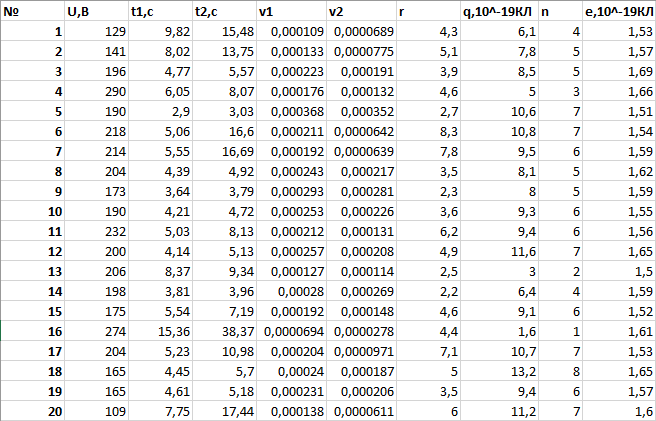 № U,В t1,с t2,с v1 v2 r q,10^-19КЛ n e,10^-19КЛ
1 129 9,82 15,48 0,000109 0,0000689 4,3 6,1 4 1,53
2 141 8,02 13,75 0,000133 0,0000775 5,1 7,8 5 1,57
3 196 4,77 5,57 0,000223 0,000191 3,9 8,5 5 1,69
4 290 6,05 8,07 0,000176 0,000132 4,6 5 3 1,66
5 190 2,9 3,03 0,000368 0,000352 2,7 10,6 7 1,51
6 218 5,06 16,6 0,000211 0,0000642 8,3 10,8 7 1,54
7 214 5,55 16,69 0,000192 0,0000639 7,8 9,5 6 1,59
8 204 4,39 4,92 0,000243 0,000217 3,5 8,1 5 1,62
9 173 3,64 3,79 0,000293 0,000281 2,3 8 5 1,59
10 190 4,21 4,72 0,000253 0,000226 3,6 9,3 6 1,55
11 232 5,03 8,13 0,000212 0,000131 6,2 9,4 6 1,56
12 200 4,14 5,13 0,000257 0,000208 4,9 11,6 7 1,65
13 206 8,37 9,34 0,000127 0,000114 2,5 3 2 1,5
14 198 3,81 3,96 0,00028 0,000269 2,2 6,4 4 1,59
15 175 5,54 7,19 0,000192 0,000148 4,6 9,1 6 1,52
16 274 15,36 38,37 0,0000694 0,0000278 4,4 1,6 1 1,61
17 204 5,23 10,98 0,000204 0,0000971 7,1 10,7 7 1,53
18 165 4,45 5,7 0,00024 0,000187 5 13,2 8 1,65
19 165 4,61 5,18 0,000231 0,000206 3,5 9,4 6 1,57
20 109 7,75 17,44 0,000138 0,0000611 6 11,2 7 1,6